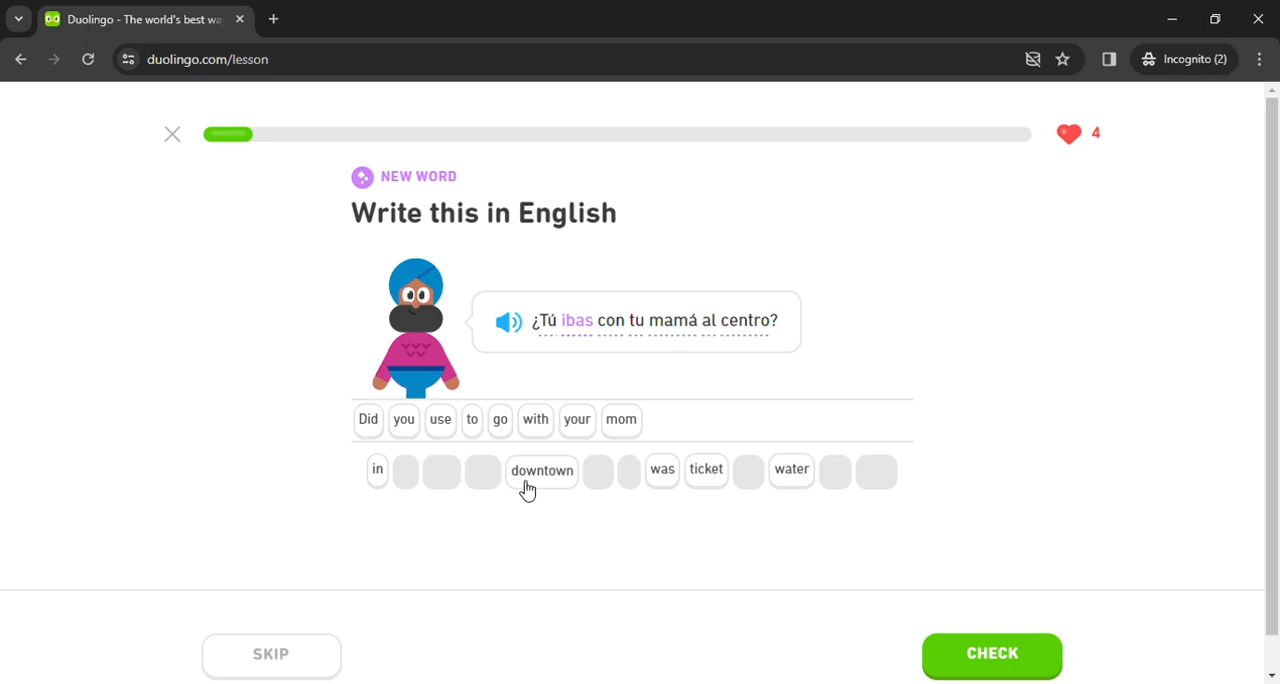 Duolingo - The world's best wa
duolingo.com/lesson
Incognito (2)
4
NEW WORD
Write this in English
¿Tú ibas con tu mamá al centro?
Did you use to go with your mom
in downtown was ticket water
SKIP
CHECK